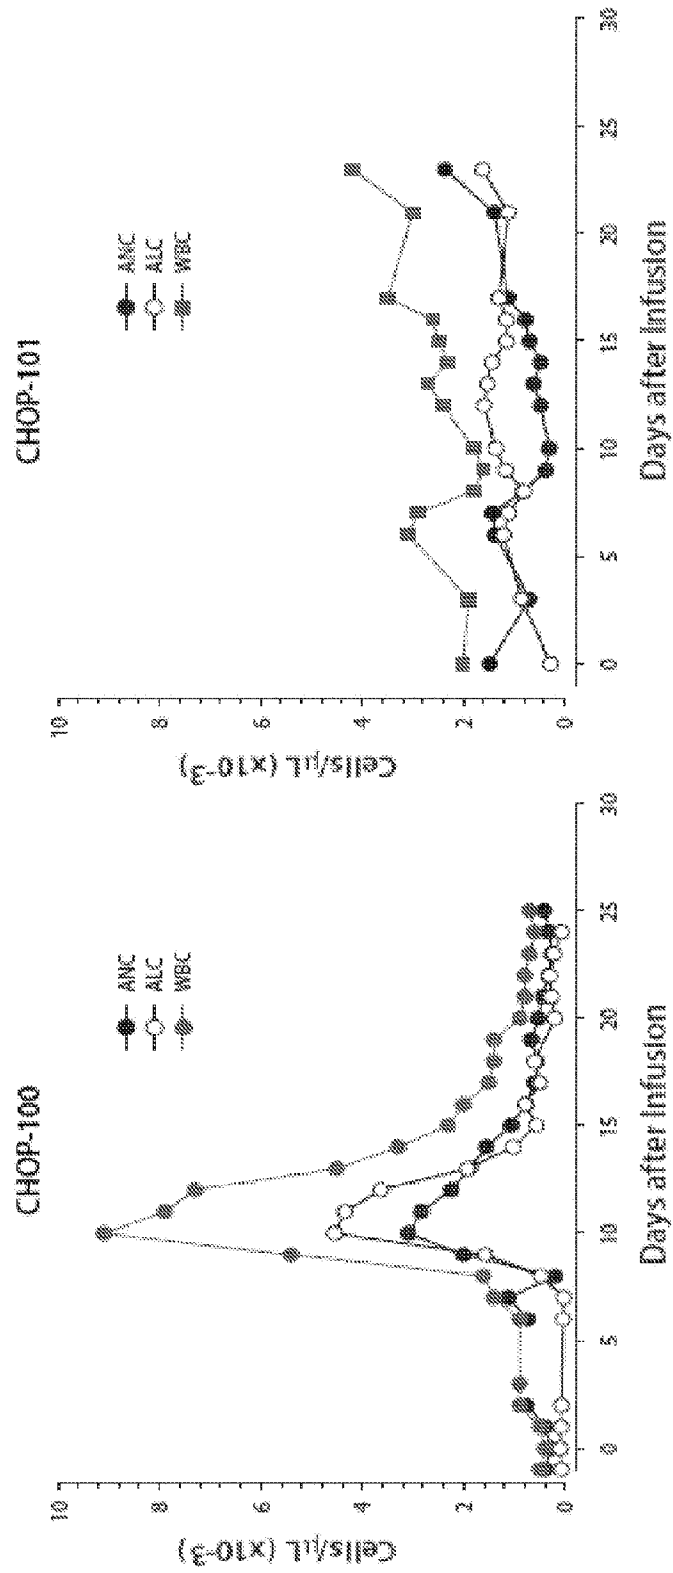 CHOP-100
ANC
ALC
WBC
Cells/µL (x10-3)
10
8
6
4
2
0
0
5
10
15
20
25
30
Days after Infusion
CHOP-101
ANC
ALC
WBC
Cells/µL (x10-3)
10
8
6
4
2
0
0
5
10
15
20
25
30
Days after Infusion